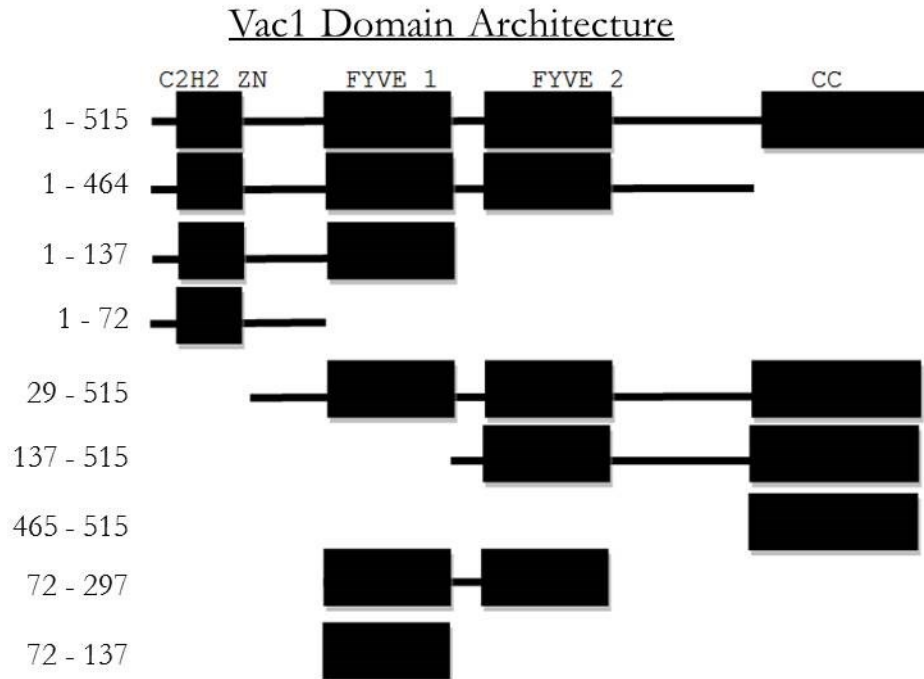 Vac1 Domain Architecture
C2H2 ZN FYVE 1 FYVE 2 CC
1 - 515
1 - 464
1 - 137
1 - 72
29 - 515
137 - 515
465 - 515
72 - 297
72 - 137